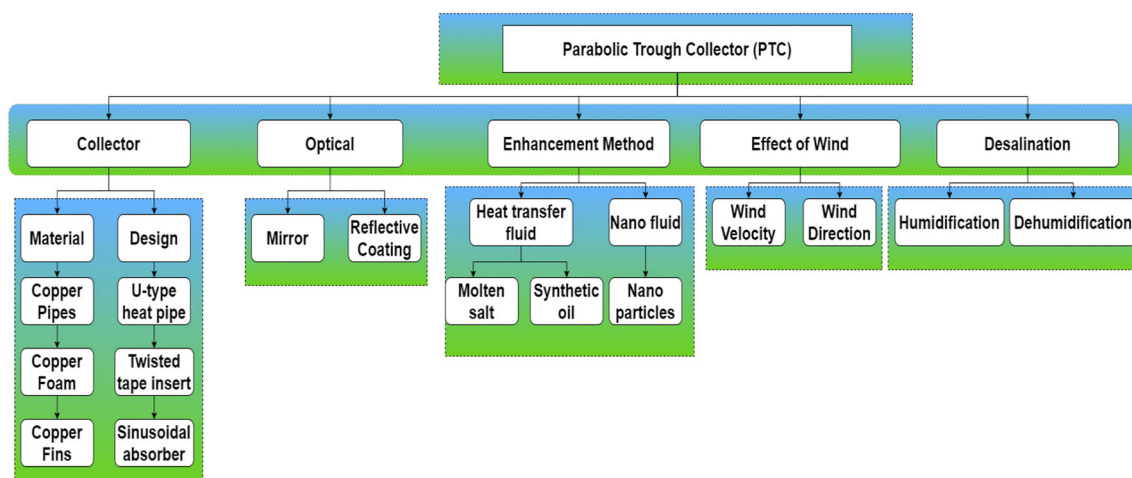 Parabolic Trough Collector (PTC)
Collector
Optical
Enhancement Method
Effect of Wind
Desalination
Material
Design
Mirror
Reflective
Coating
Heat transfer
fluid
Nano fluid
Wind
Velocity
Wind
Direction
Humidification
Dehumidification
Copper
Pipes
U-type
heat pipe
Molten
salt
Synthetic
oil
Nano
particles
Copper
Foam
Twisted
tape insert
Copper
Fins
Sinusoidal
absorber